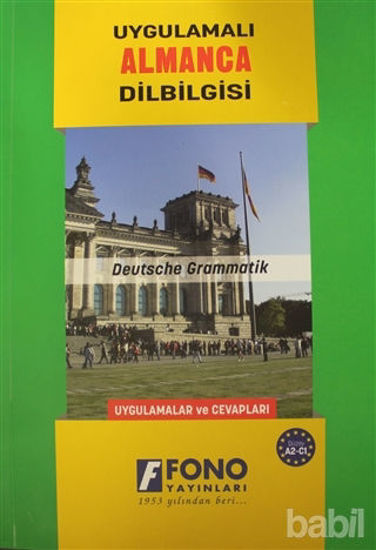 UYGULAMALI
ALMANCA
DİLBİLGİSİ
Deutsche Grammatik
UYGULAMALAR ve CEVAPLARI
Düzey
A2-C1
FONO
YAYINLARI
1953 yılından beri...
babil